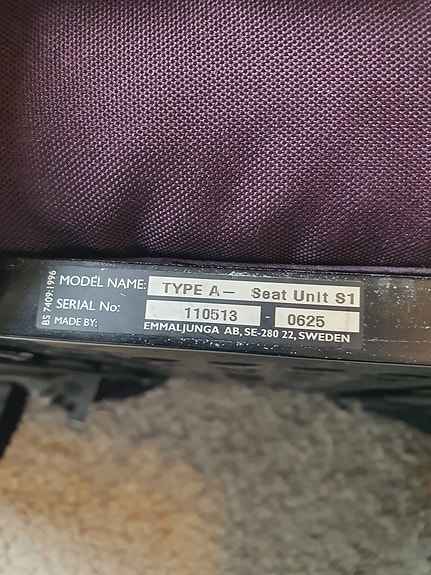 BS 7409:1996
MODEL NAME: TYPE A- Seat Unit S1
SERIAL No: 110513 - 0625
MADE BY: EMMALJUNGA AB, SE-280 22, SWEDEN